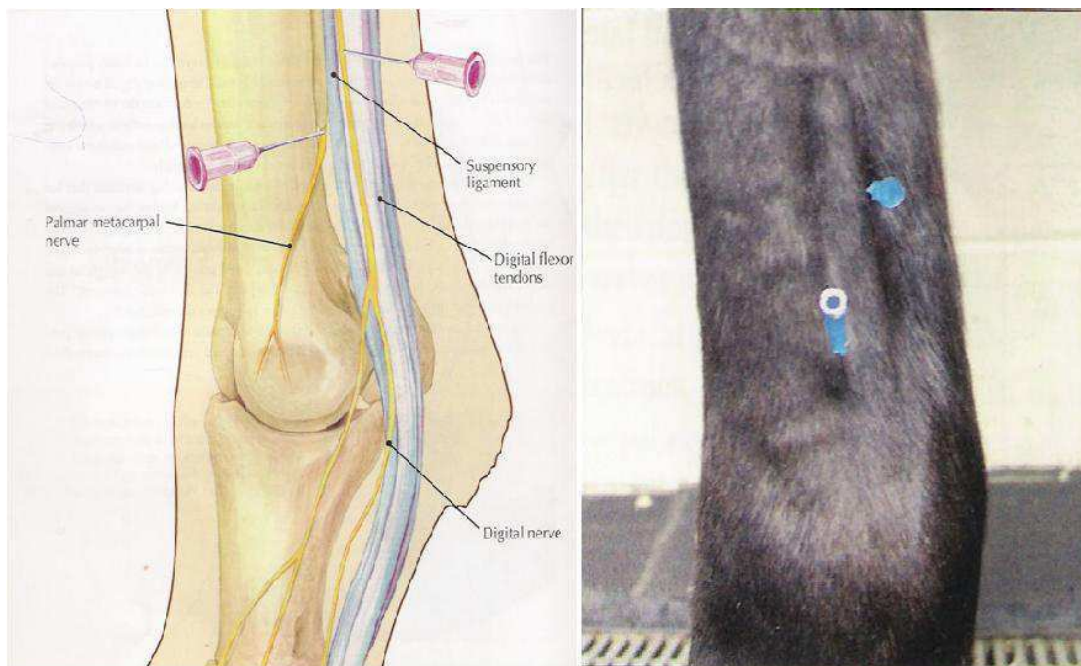 Suspensory
ligament
Palmar metacarpal
nerve
Digital flexor
tendons
Digital nerve